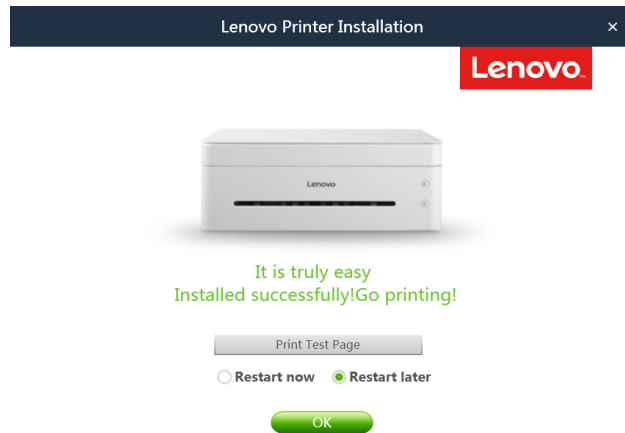 Lenovo Printer Installation
×
Lenovo™
Lenovo
It is truly easy
Installed successfully!Go printing!
Print Test Page
Restart now Restart later
OK